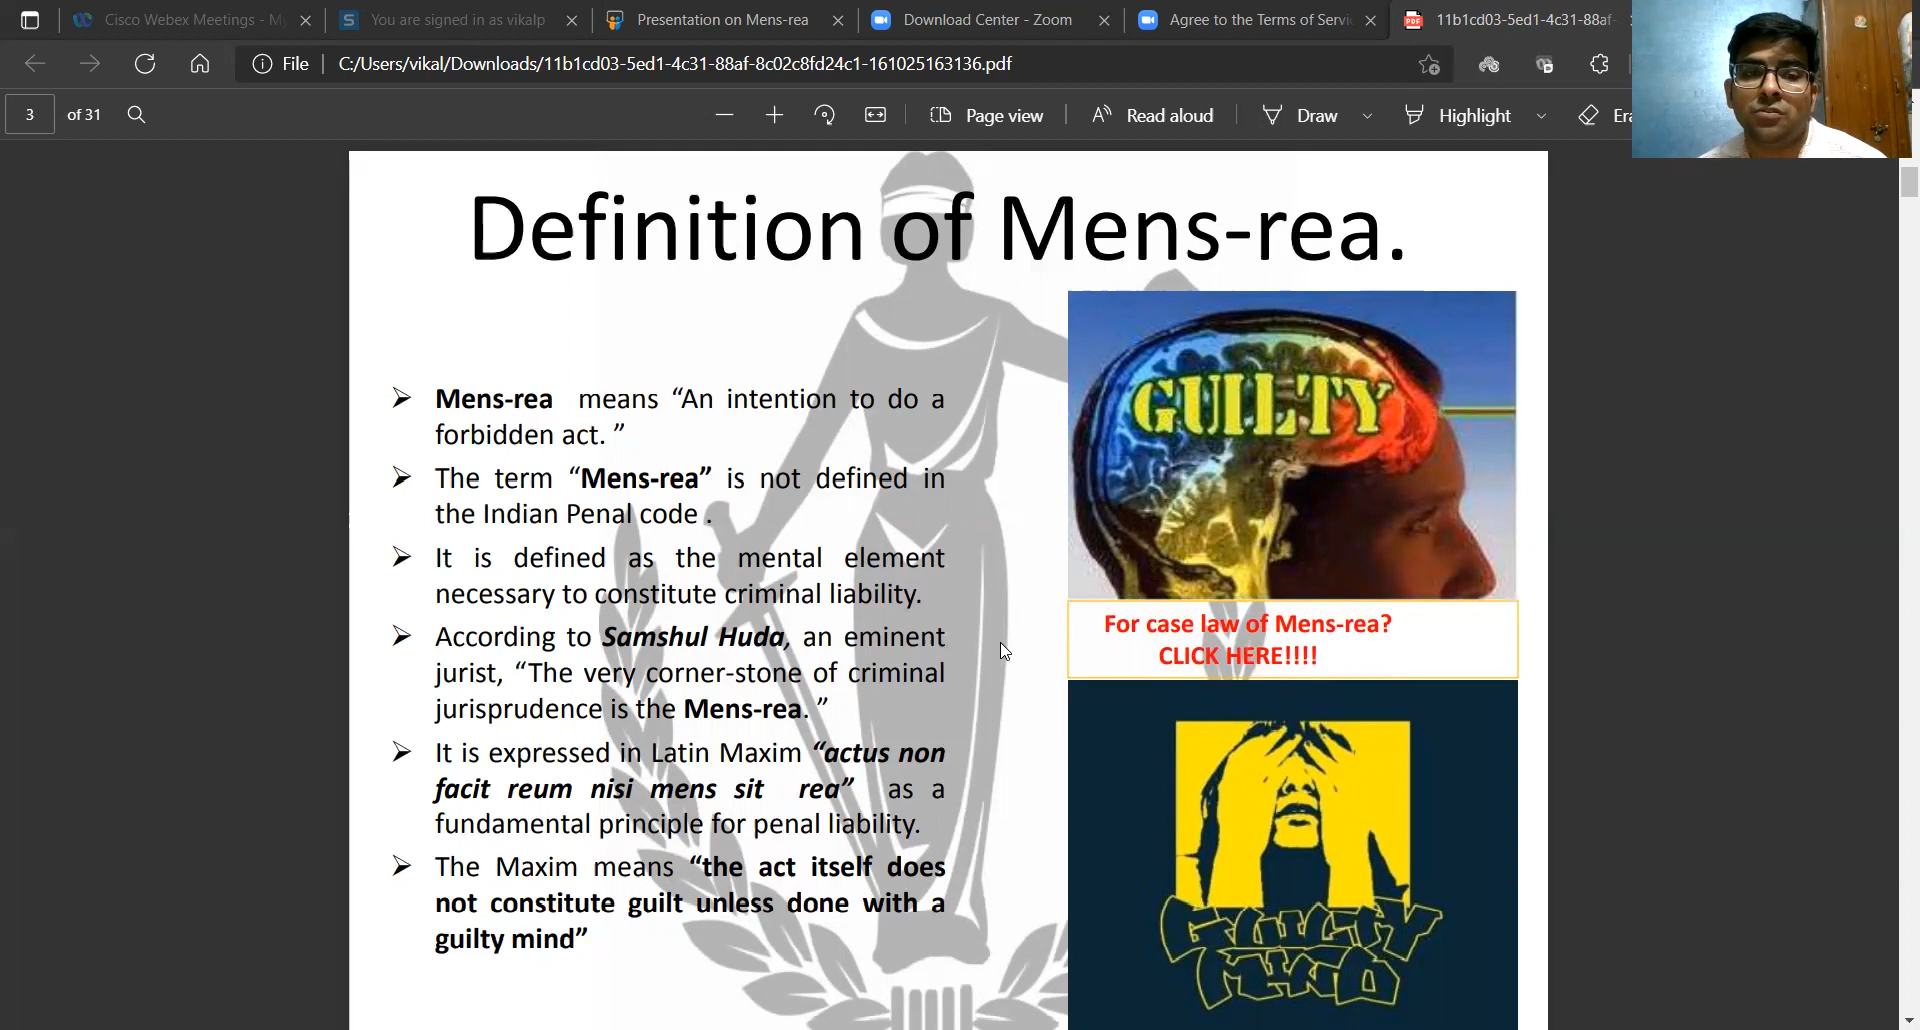 Cisco Webex Meetings - My
You are signed in as vikalp
Presentation on Mens-rea
Download Center - Zoom
Agree to the Terms of Servi
11b1cd03-5ed1-4c31-88af-
File
C:/Users/vikal/Downloads/11b1cd03-5ed1-4c31-88af-8c02c8fd24c1-161025163136.pdf
3 of 31
Page view
Read aloud
Draw
Highlight
Era
Definition of Mens-rea.
Mens-rea means “An intention to do a
forbidden act. ”
The term “Mens-rea” is not defined in
the Indian Penal code .
It is defined as the mental element
necessary to constitute criminal liability.
According to Samshul Huda, an eminent
jurist, “The very corner-stone of criminal
jurisprudence is the Mens-rea. ”
It is expressed in Latin Maxim “actus non
facit reum nisi mens sit rea” as a
fundamental principle for penal liability.
The Maxim means “the act itself does
not constitute guilt unless done with a
guilty mind”
GUILTY
For case law of Mens-rea?
CLICK HERE!!!!
GUILTY
MIND